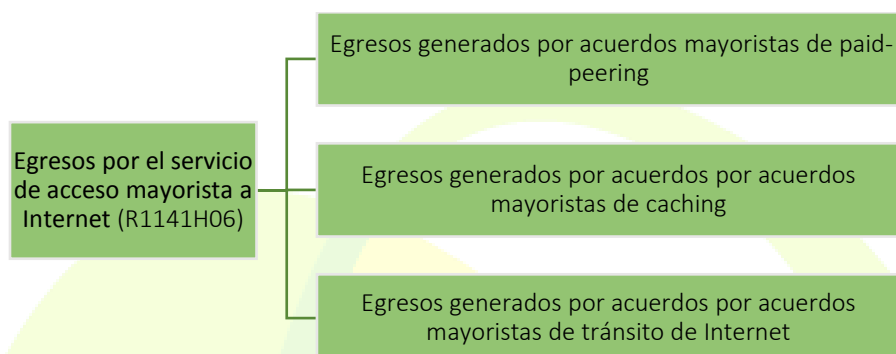 Egresos generados por acuerdos mayoristas de paid-
peering
Egresos por el servicio
de acceso mayorista a
Internet (R1141H06)
Egresos generados por acuerdos por acuerdos
mayoristas de caching
Egresos generados por acuerdos por acuerdos
mayoristas de tránsito de Internet